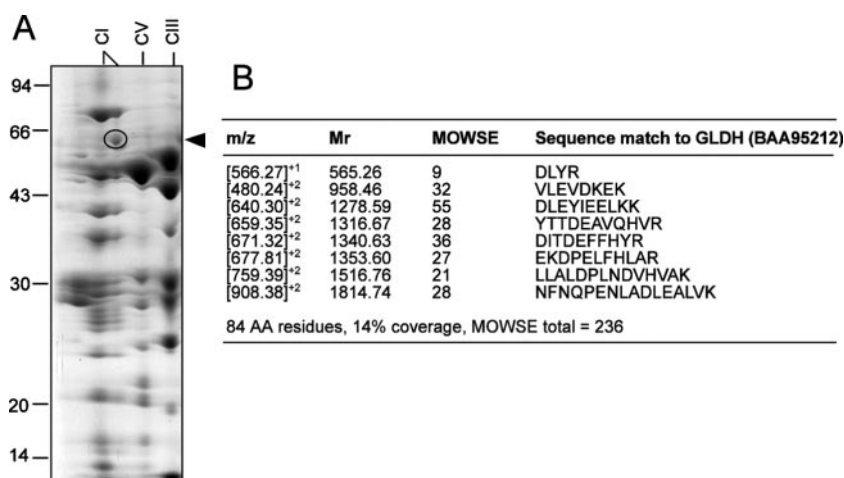 A
CI
CV
CIII
94
66
43
30
20
14
B
m/z Mr MOWSE Sequence match to GLDH (BAA95212)
[566.27]+1 565.26 9 DLYR
[480.24]+2 958.46 32 VLEVDKEK
[640.30]+2 1278.59 55 DLEYIEELKK
[659.35]+2 1316.67 28 YTTDEAVQHVR
[671.32]+2 1340.63 36 DITDEFFHYR
[677.81]+2 1353.60 27 EKDPELFHLAR
[759.39]+2 1516.76 21 LLALDPLNDVHVAK
[908.38]+2 1814.74 28 NFNQPENLADLEALVK
84 AA residues, 14% coverage, MOWSE total = 236